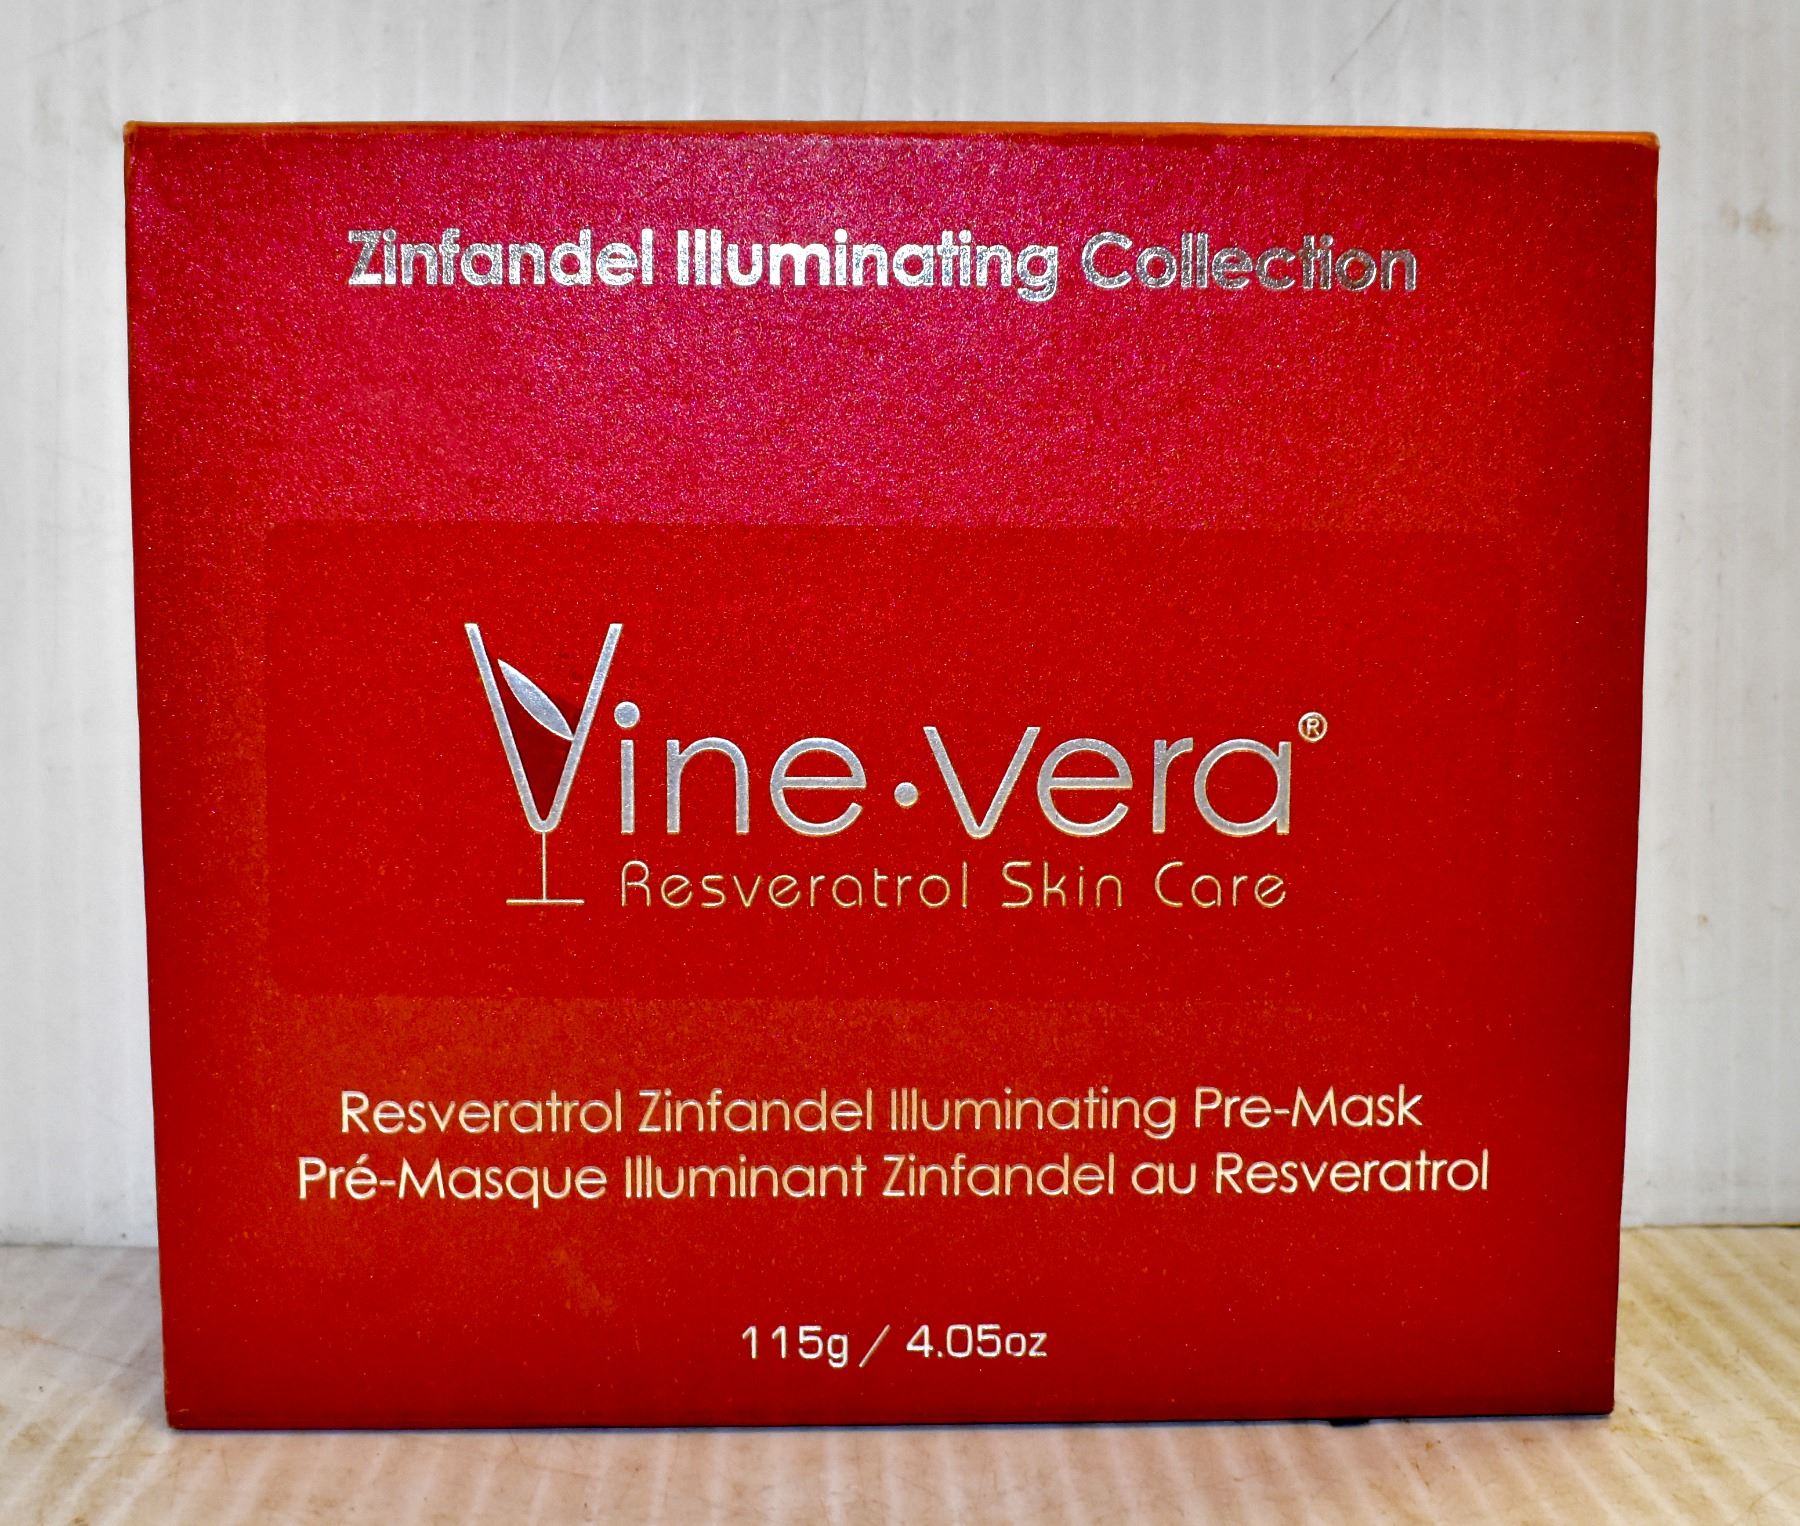 Zinfandel Illuminating Collection
Vine•vera®
Resveratrol Skin Care
Resveratrol Zinfandel Illuminating Pre-Mask
Pré-Masque Illuminant Zinfandel au Resveratrol
115g / 4.05oz